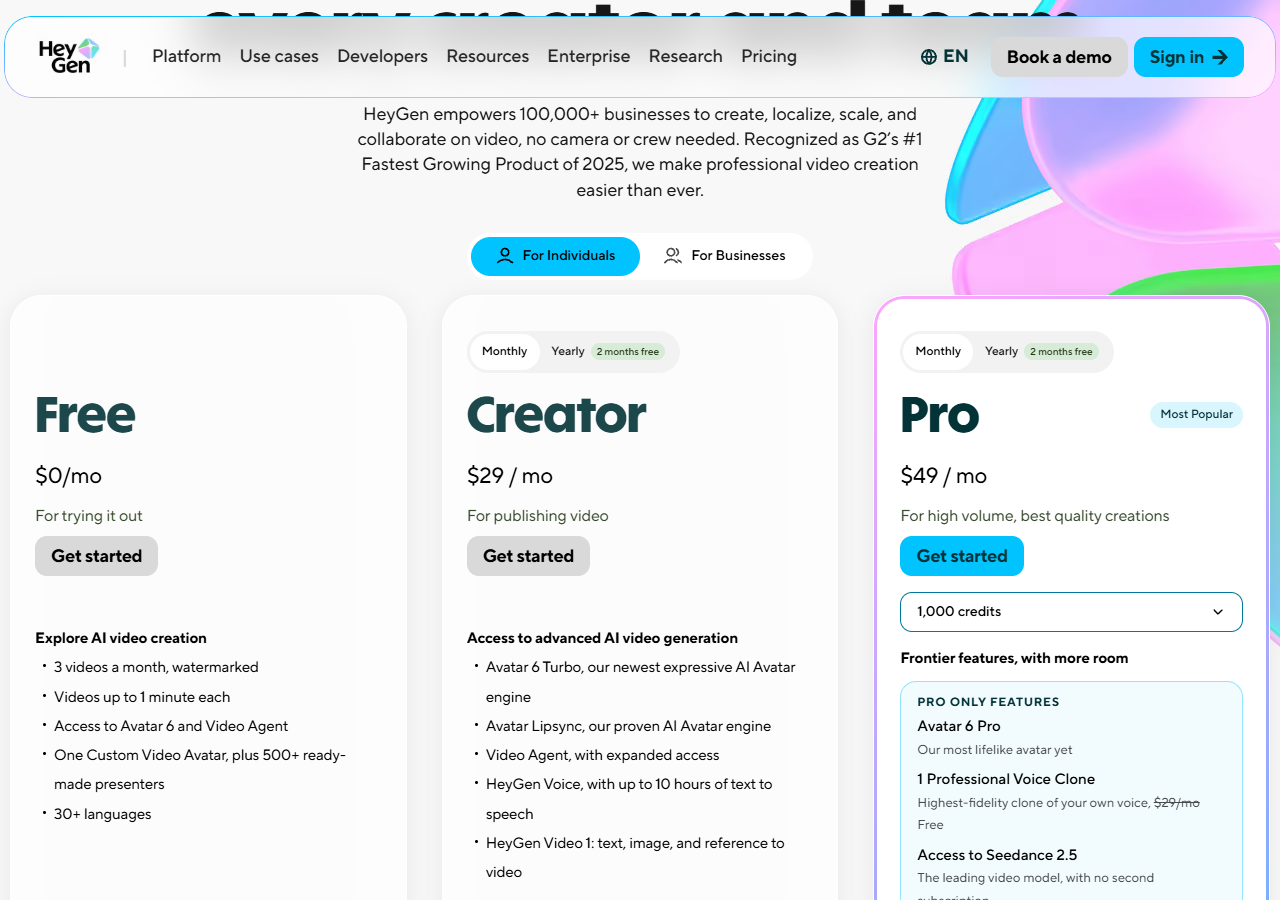 every creator and team
Hey Gen
Platform
Use cases
Developers
Resources
Enterprise
Research
Pricing
EN
Book a demo
Sign in
HeyGen empowers 100,000+ businesses to create, localize, scale, and
collaborate on video, no camera or crew needed. Recognized as G2’s #1
Fastest Growing Product of 2025, we make professional video creation
easier than ever.
For Individuals
For Businesses
Free
$0/mo
For trying it out
Get started
Explore AI video creation
• 3 videos a month, watermarked
• Videos up to 1 minute each
• Access to Avatar 6 and Video Agent
• One Custom Video Avatar, plus 500+ ready-
made presenters
• 30+ languages
Monthly
Yearly
2 months free
Creator
$29 / mo
For publishing video
Get started
Access to advanced AI video generation
• Avatar 6 Turbo, our newest expressive AI Avatar
engine
• Avatar Lipsync, our proven AI Avatar engine
• Video Agent, with expanded access
• HeyGen Voice, with up to 10 hours of text to
speech
• HeyGen Video 1: text, image, and reference to
video
Monthly
Yearly
2 months free
Pro
Most Popular
$49 / mo
For high volume, best quality creations
Get started
1,000 credits
Frontier features, with more room
PRO ONLY FEATURES
Avatar 6 Pro
Our most lifelike avatar yet
1 Professional Voice Clone
Highest-fidelity clone of your own voice, $29/mo
Free
Access to Seedance 2.5
The leading video model, with no second
subscription